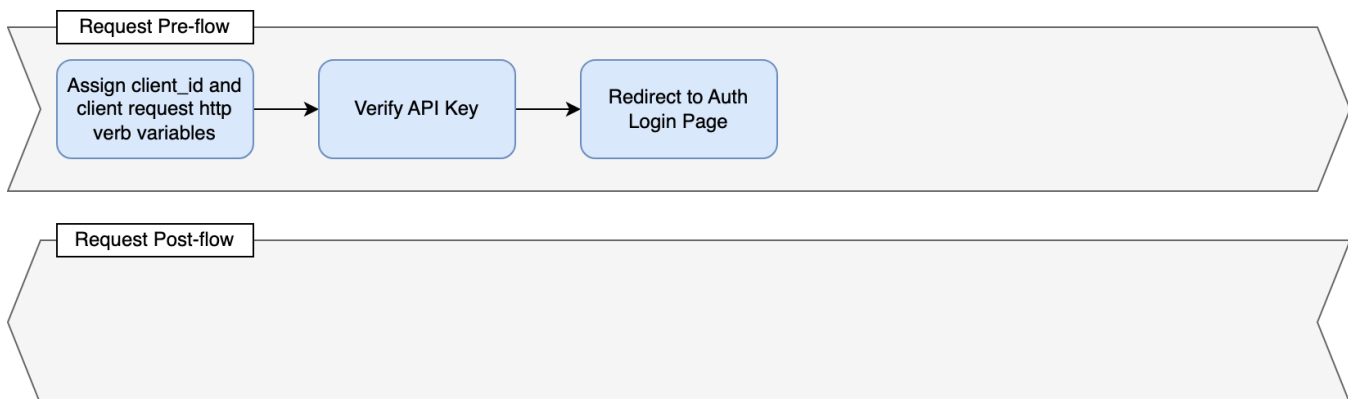 Request Pre-flow
Assign client_id and
client request http
verb variables
Verify API Key
Redirect to Auth
Login Page
Request Post-flow